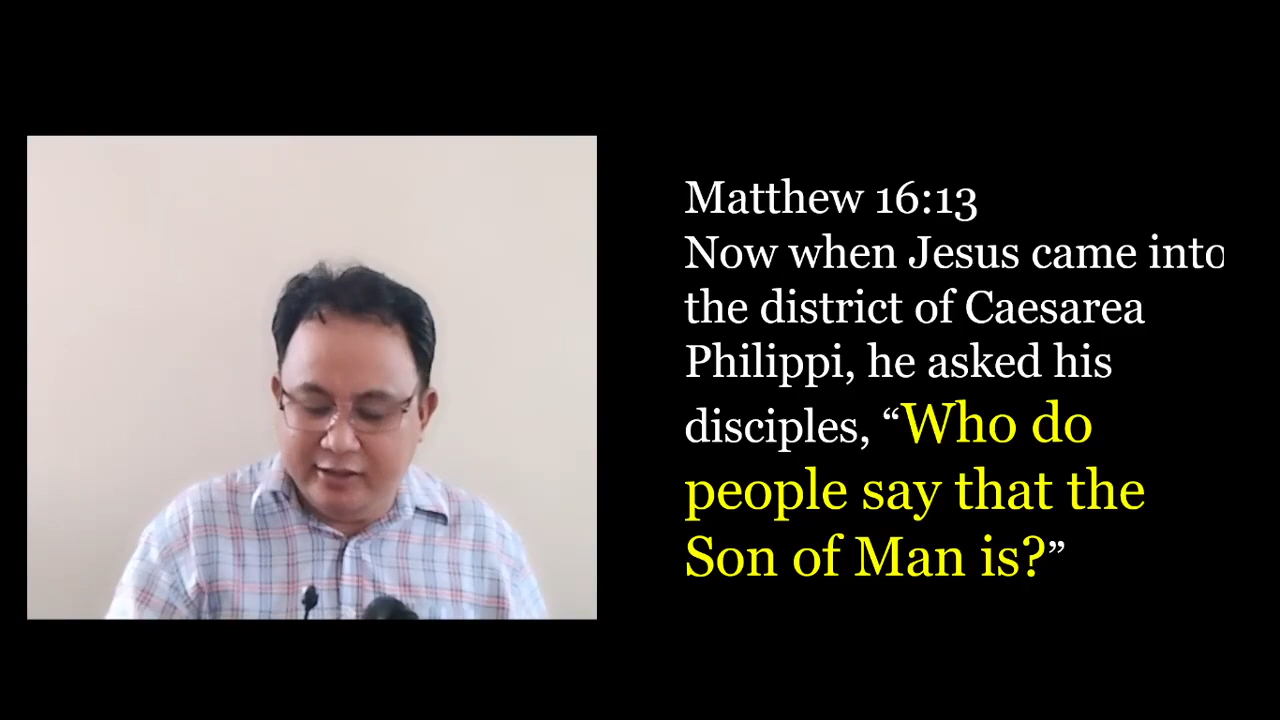 Matthew 16:13
Now when Jesus came into
the district of Caesarea
Philippi, he asked his
disciples, “Who do
people say that the
Son of Man is?”